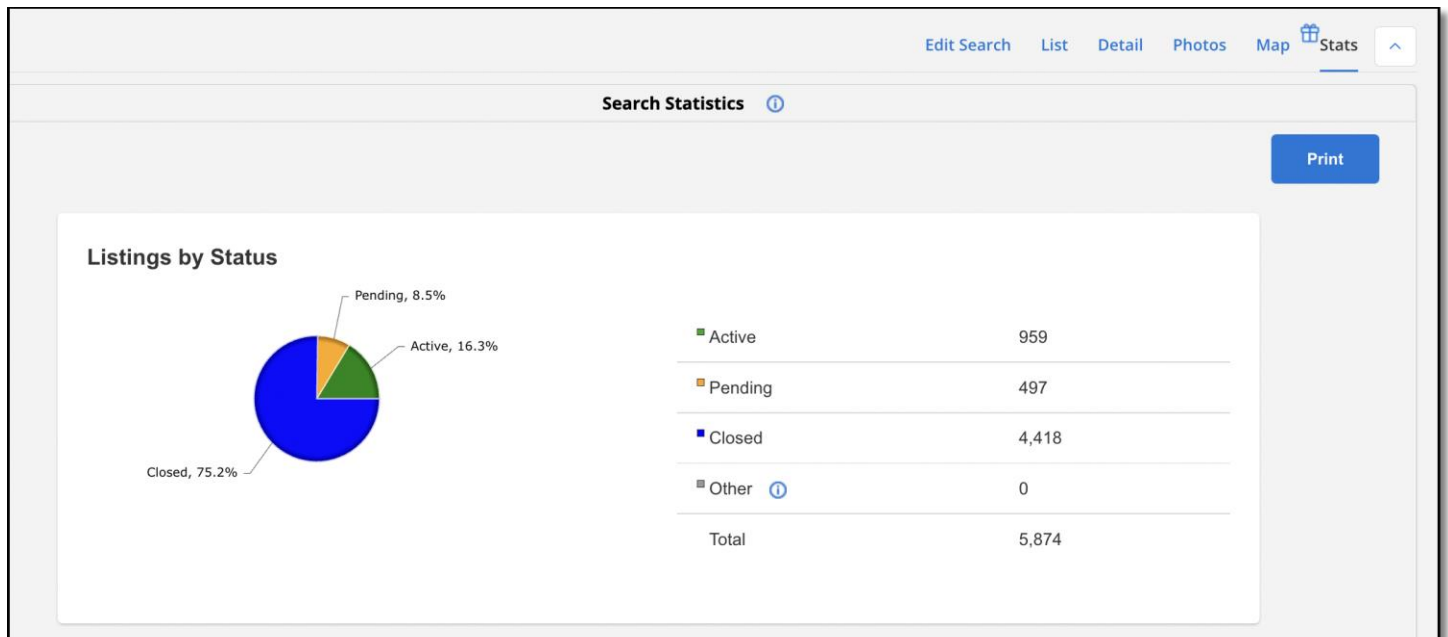 Edit Search List Detail Photos Map Stats
Search Statistics
Print
Listings by Status
Pending, 8.5%
Active, 16.3%
Closed, 75.2%
Active 959
Pending 497
Closed 4,418
Other 0
Total 5,874